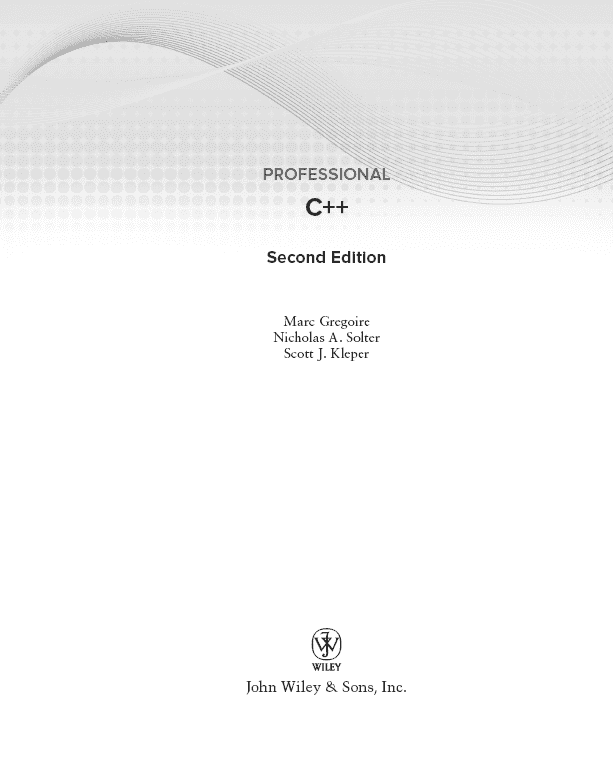 PROFESSIONAL
C++
Second Edition
Marc Gregoire
Nicholas A. Solter
Scott J. Kleper
WILEY
John Wiley & Sons, Inc.